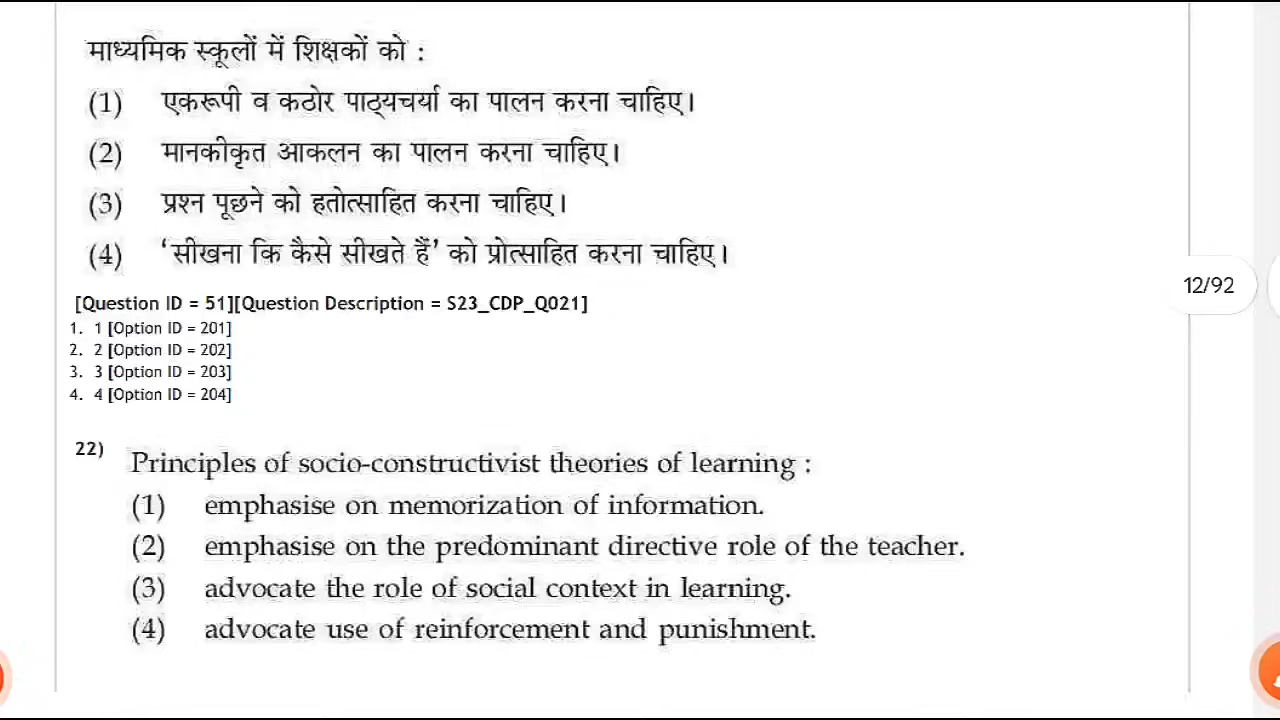 माध्यमिक स्कूलों में शिक्षकों को :
(1) एकरूपी व कठोर पाठ्यचर्या का पालन करना चाहिए।
(2) मानकीकृत आकलन का पालन करना चाहिए।
(3) प्रश्न पूछने को हतोत्साहित करना चाहिए।
(4) ‘सीखना कि कैसे सीखते हैं’ को प्रोत्साहित करना चाहिए।
[Question ID = 51][Question Description = S23_CDP_Q021]
1. 1 [Option ID = 201]
2. 2 [Option ID = 202]
3. 3 [Option ID = 203]
4. 4 [Option ID = 204]
12/92
22) Principles of socio-constructivist theories of learning :
(1) emphasise on memorization of information.
(2) emphasise on the predominant directive role of the teacher.
(3) advocate the role of social context in learning.
(4) advocate use of reinforcement and punishment.